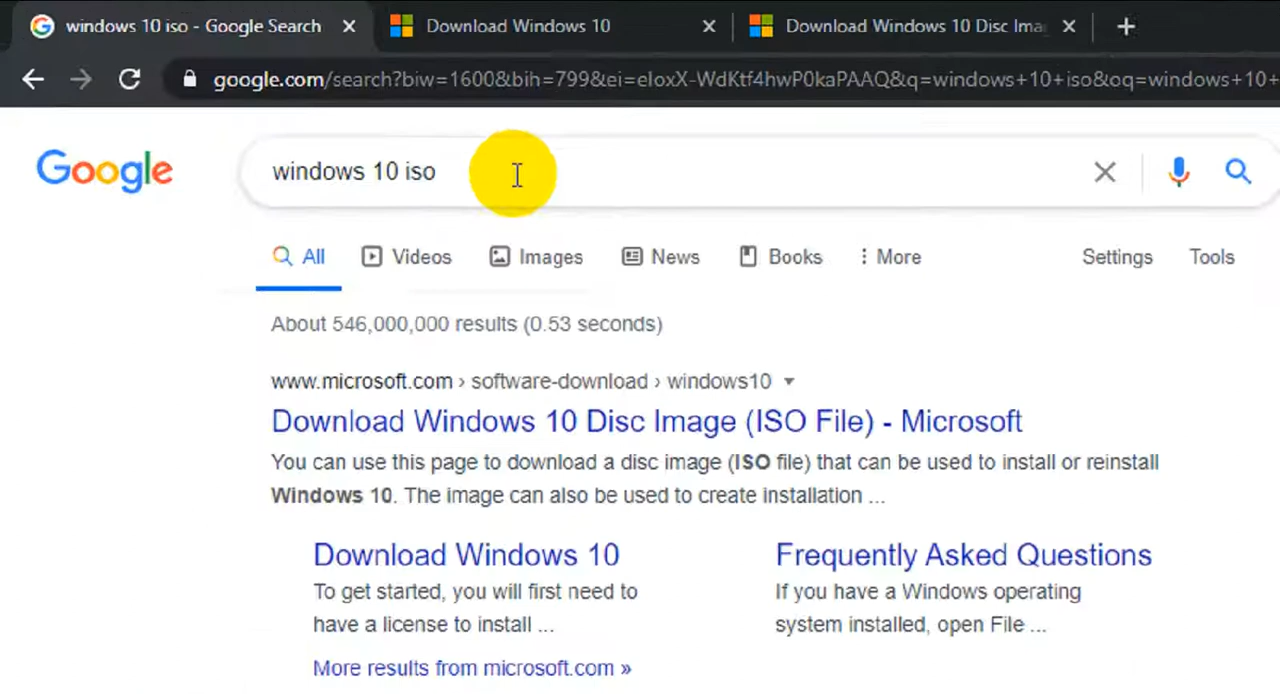 windows 10 iso - Google Search Download Windows 10 Download Windows 10 Disc Ima
google.com/search?biw=1600&bih=799&ei=eIoxX-WdKtf4hwP0kaPAAQ&q=windows+10+iso&oq=windows+10+
Google windows 10 iso
All Videos Images News Books More Settings Tools
About 546,000,000 results (0.53 seconds)
www.microsoft.com › software-download › windows10
Download Windows 10 Disc Image (ISO File) - Microsoft
You can use this page to download a disc image (ISO file) that can be used to install or reinstall
Windows 10. The image can also be used to create installation ...
Download Windows 10
To get started, you will first need to
have a license to install ...
Frequently Asked Questions
If you have a Windows operating
system installed, open File ...
More results from microsoft.com »